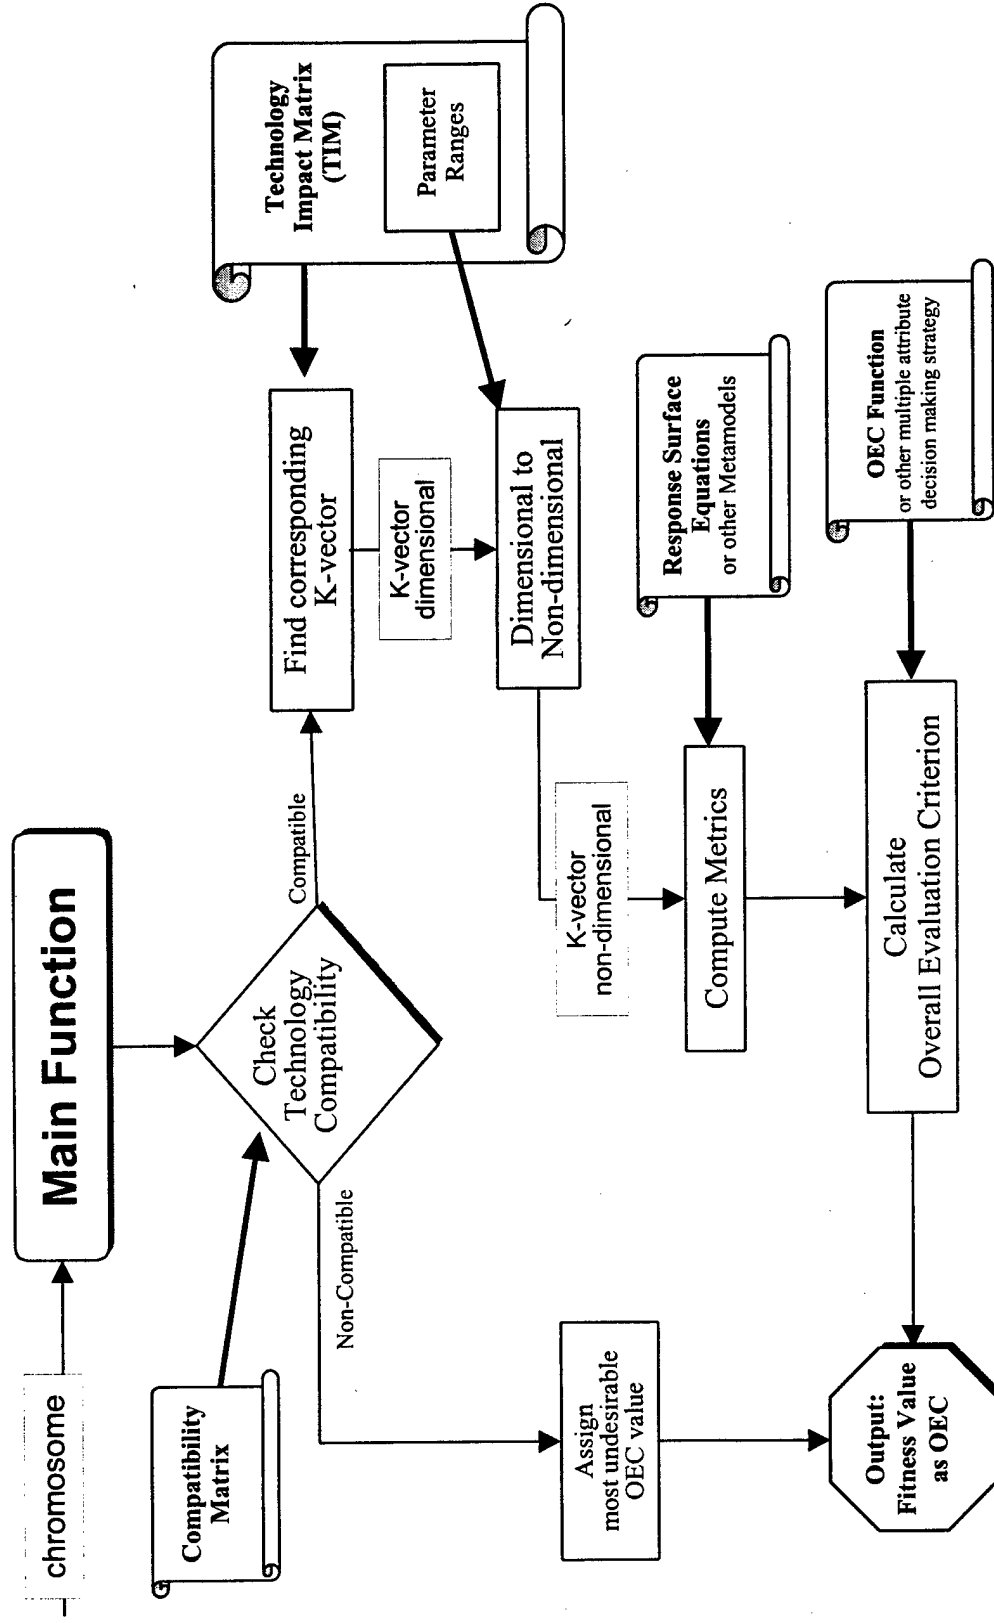 chromosome
Main Function
Compatibility
Matrix
Check
Technology
Compatibility
Compatible
Non-Compatible
Find corresponding
K-vector
Technology
Impact Matrix
(TIM)
Parameter
Ranges
K-vector
dimensional
Dimensional to
Non-dimensional
K-vector
non-dimensional
Response Surface
Equations
or other Metamodels
Compute Metrics
OEC Function
or other multiple attribute
decision making strategy
Calculate
Overall Evaluation Criterion
Assign
most undesirable
OEC value
Output:
Fitness Value
as OEC